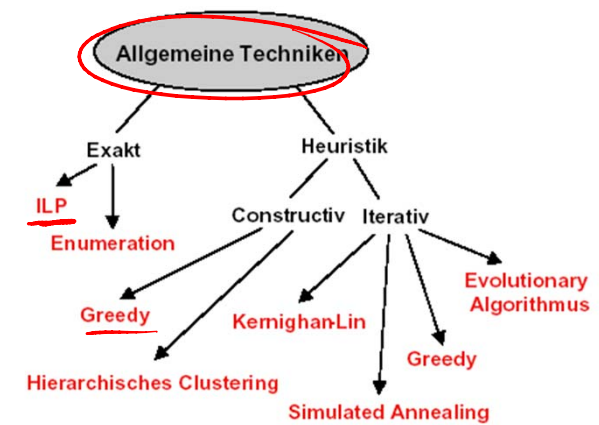 Allgemeine Techniken
Exakt
Heuristik
ILP
Enumeration
Constructiv
Iterativ
Greedy
Hierarchisches Clustering
Kernighan-Lin
Simulated Annealing
Greedy
Evolutionary
Algorithmus